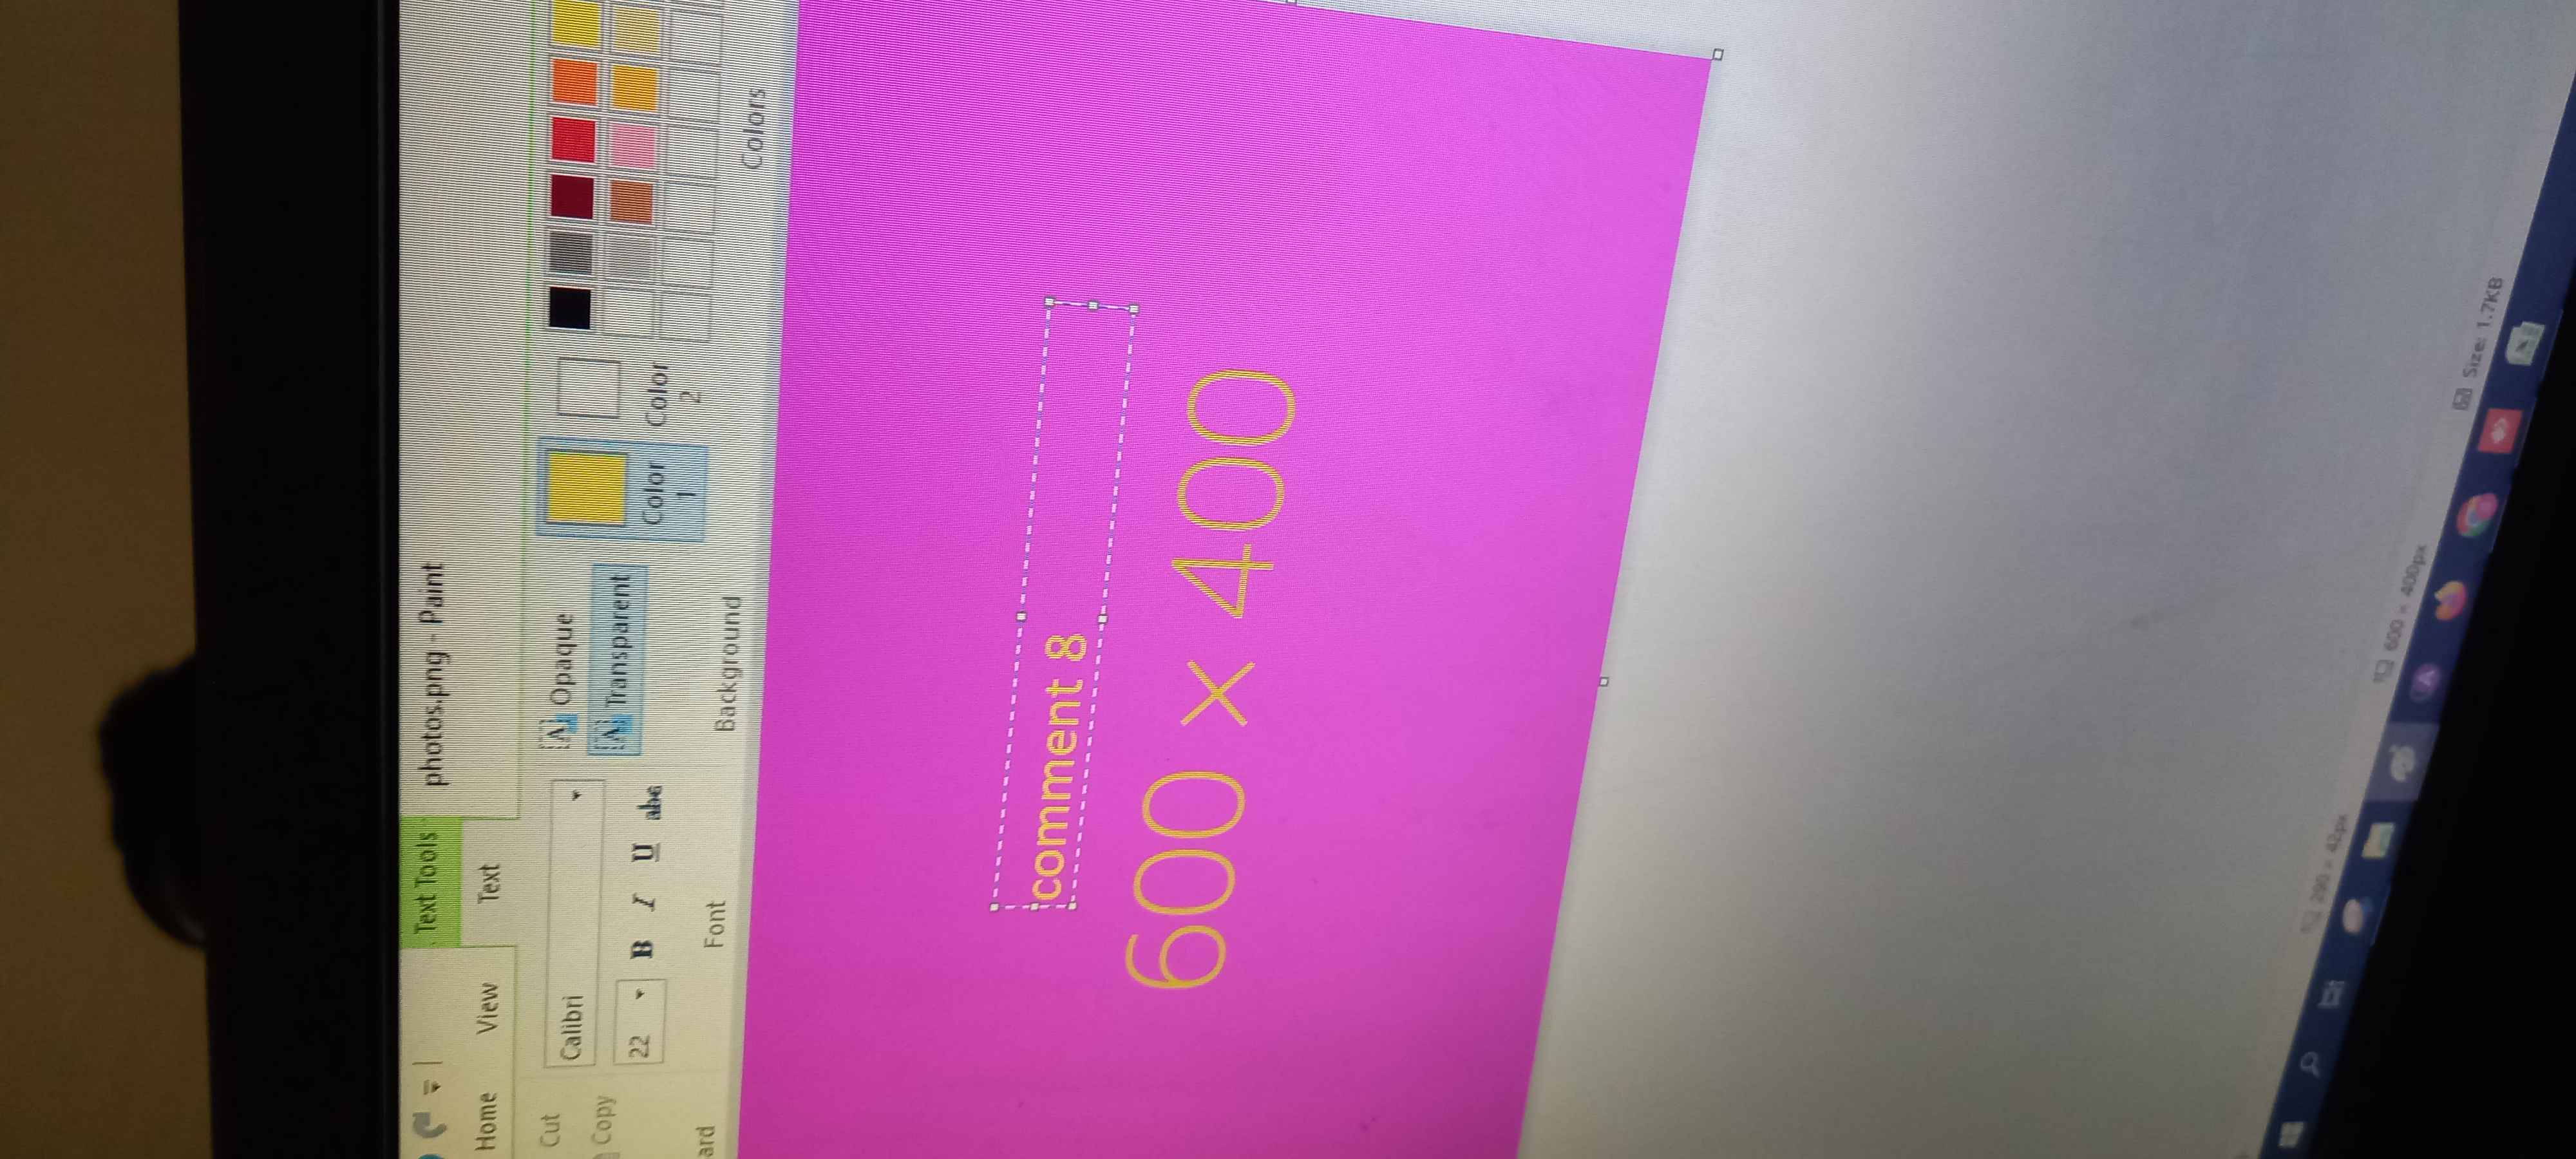 Text Tools photos.png - Paint
Home View Text
Cut Calibri Opaque
Copy 22 B I U abc Transparent Color 1 Color 2
ard Font Background Colors
comment 8
600 × 400
290 × 42px
600 × 400px
Size: 1.7KB